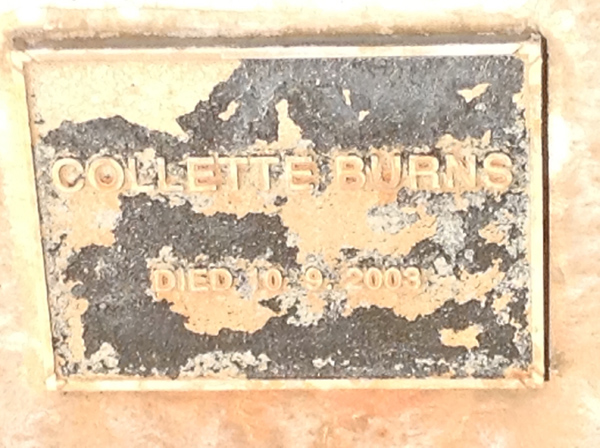 COLLETTE BURNS
DIED 10. 9. 2003